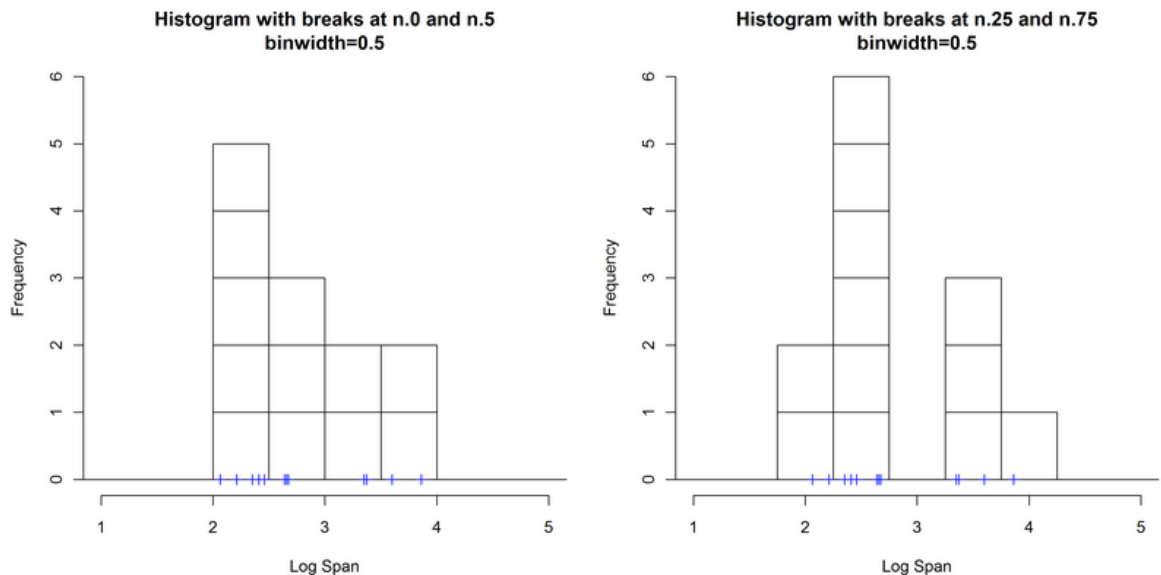 Histogram with breaks at n.0 and n.5
binwidth=0.5
Frequency
6
5
4
3
2
1
0
1 2 3 4 5
Log Span
Histogram with breaks at n.25 and n.75
binwidth=0.5
Frequency
6
5
4
3
2
1
0
1 2 3 4 5
Log Span